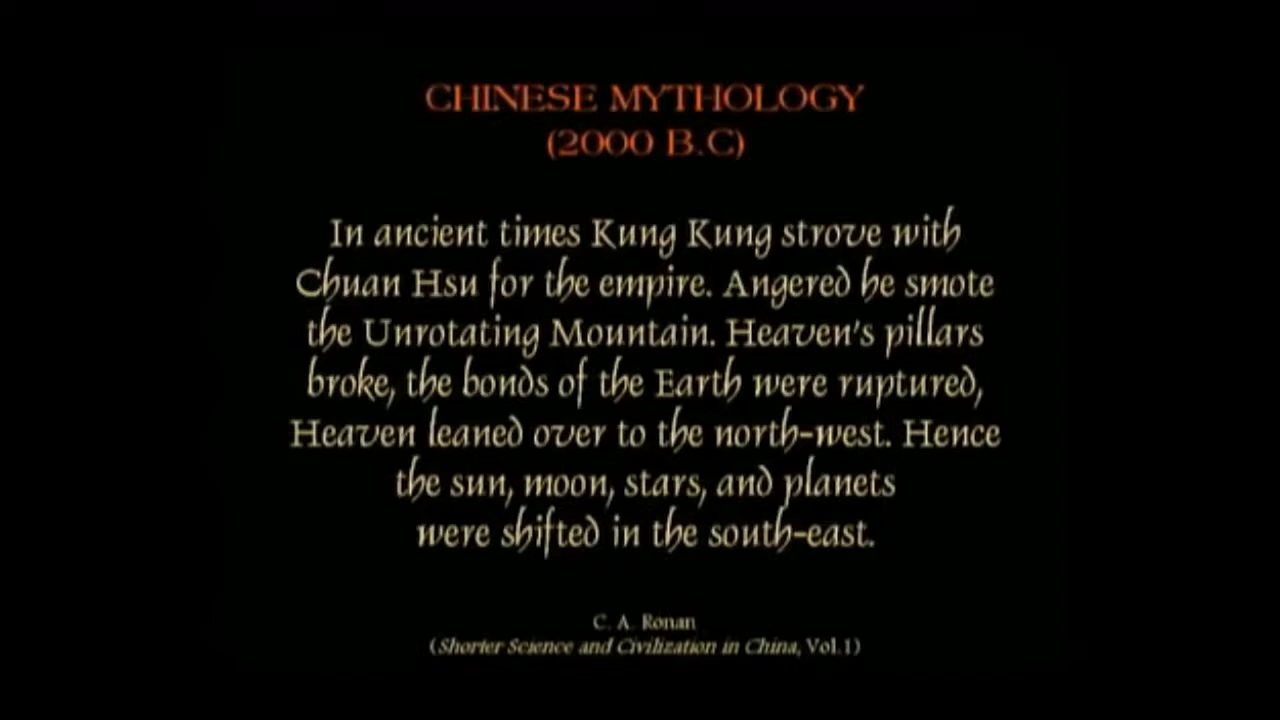 CHINESE MYTHOLOGY
(2000 B.C)
In ancient times Kung Kung strove with
Chuan Hsu for the empire. Angered he smote
the Unrotating Mountain. Heaven's pillars
broke, the bonds of the Earth were ruptured,
Heaven leaned over to the north-west. Hence
the sun, moon, stars, and planets
were shifted in the south-east.
C. A. Ronan
(Shorter Science and Civilization in China, Vol.1)